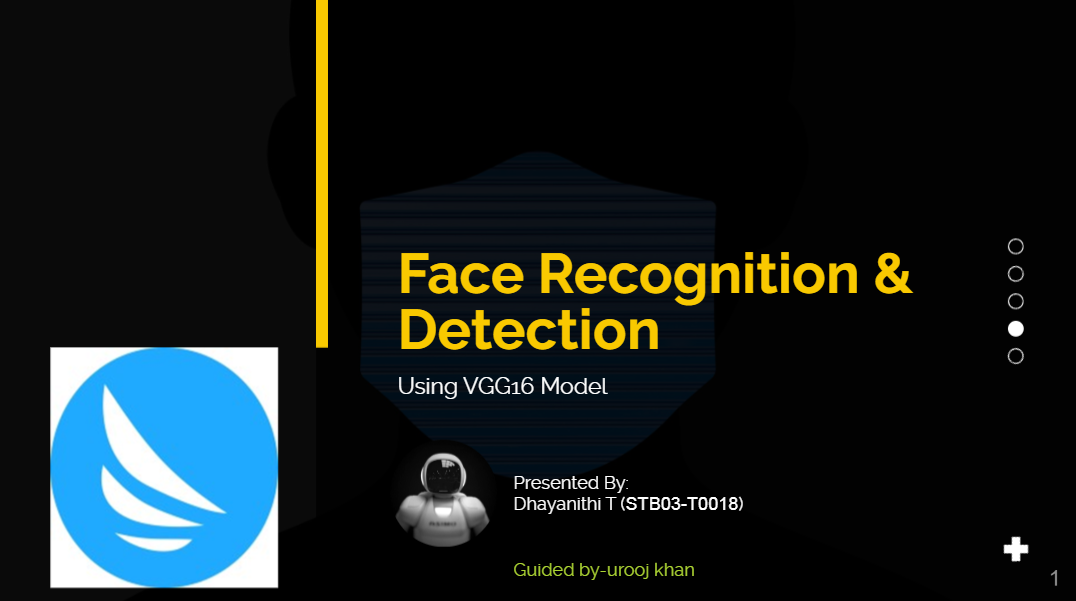 Face Recognition &
Detection
Using VGG16 Model
Presented By:
Dhayanithi T (STB03-T0018)
Guided by-urooj khan
1